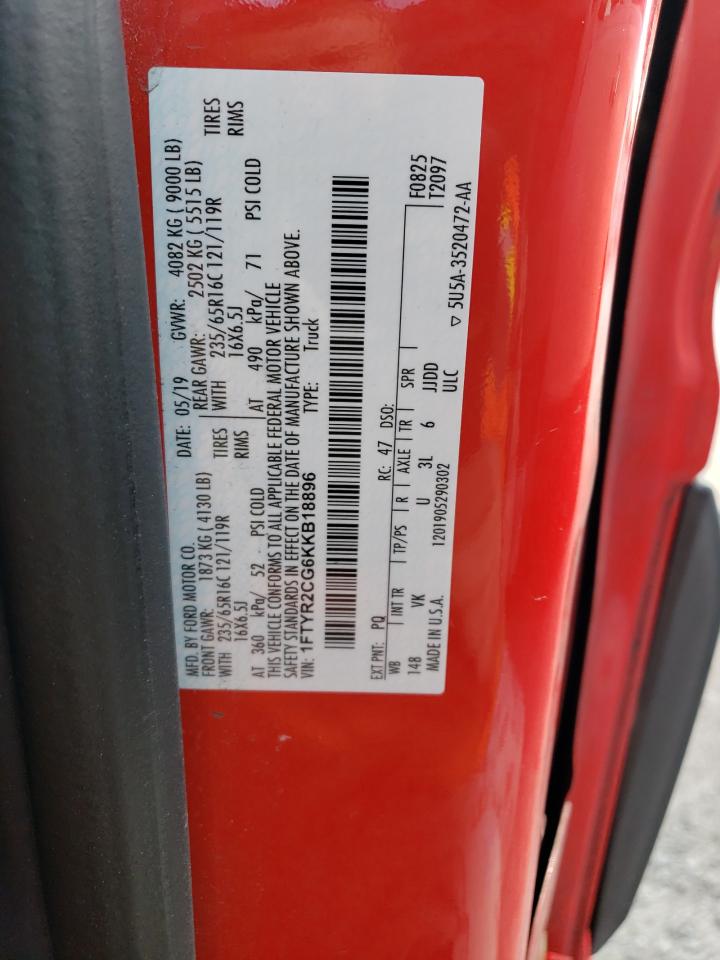 MFD. BY FORD MOTOR CO. DATE: 05/19 GVWR: 4082 KG ( 9000 LB)
FRONT GAWR: 1873 KG ( 4130 LB) REAR GAWR: 2502 KG ( 5515 LB)
WITH 235/65R16C 121/119R TIRES WITH 235/65R16C 121/119R TIRES
16X6.5J RIMS 16X6.5J RIMS
AT 360 kPa/ 52 PSI COLD AT 490 kPa/ 71 PSI COLD
THIS VEHICLE CONFORMS TO ALL APPLICABLE FEDERAL MOTOR VEHICLE
SAFETY STANDARDS IN EFFECT ON THE DATE OF MANUFACTURE SHOWN ABOVE.
VIN: 1FTYR2CG6KKB18896 TYPE: Truck
EXT PNT: PQ RC: 47 DSO: F0825
WB INT TR TP/PS R AXLE TR SPR T2097
148 VK U 3L 6 JJDD
MADE IN U.S.A. 1201905290302 ULC
▽ 5U5A-3520472-AA